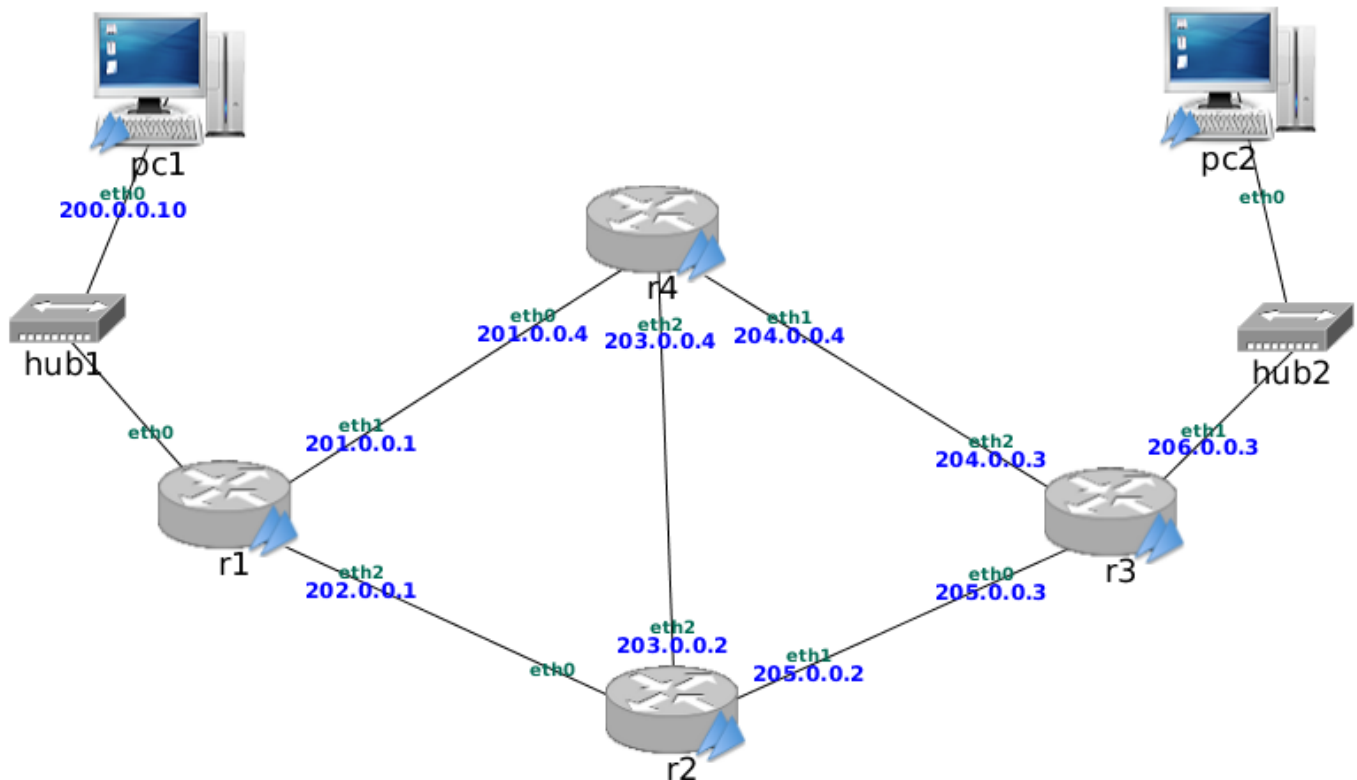 pc1
eth0
200.0.0.10
hub1
eth0
r1
eth1
201.0.0.1
eth2
202.0.0.1
r4
eth0
201.0.0.4
eth2
203.0.0.4
eth1
204.0.0.4
eth2
203.0.0.2
eth0
eth1
205.0.0.2
r2
eth2
204.0.0.3
eth0
205.0.0.3
r3
eth1
206.0.0.3
pc2
eth0
hub2